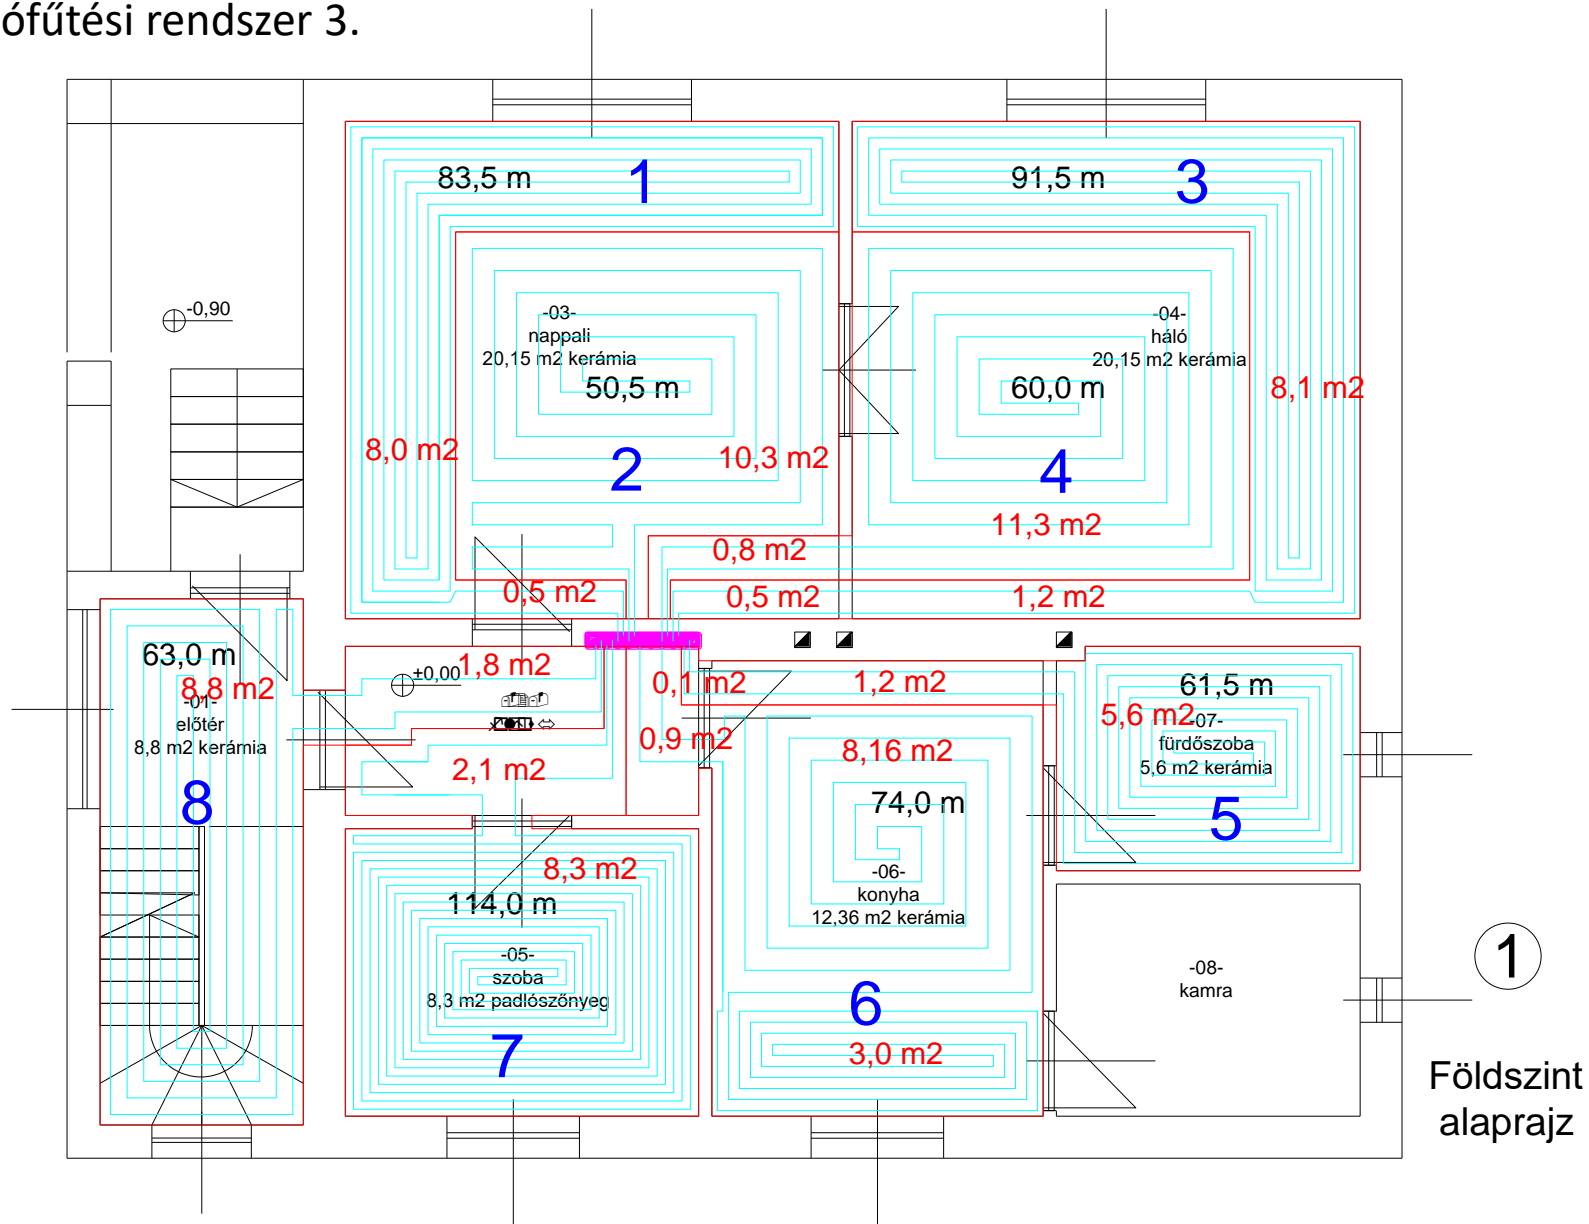 ófűtési rendszer 3.
83,5 m
1
91,5 m
3
-0,90
-03-
nappali
20,15 m2 kerámia
50,5 m
-04-
háló
20,15 m2 kerámia
60,0 m
8,1 m2
8,0 m2
2
10,3 m2
4
11,3 m2
0,8 m2
0,5 m2
0,5 m2
1,2 m2
63,0 m
8,8 m2
-01-
előtér
8,8 m2 kerámia
8
±0,00
1,8 m2
0,1 m2
1,2 m2
0,9 m2
2,1 m2
61,5 m
5,6 m2
-07-
fürdőszoba
5,6 m2 kerámia
5
8,16 m2
74,0 m
-06-
konyha
12,36 m2 kerámia
8,3 m2
114,0 m
-05-
szoba
8,3 m2 padlószőnyeg
7
6
3,0 m2
-08-
kamra
1
Földszint
alaprajz